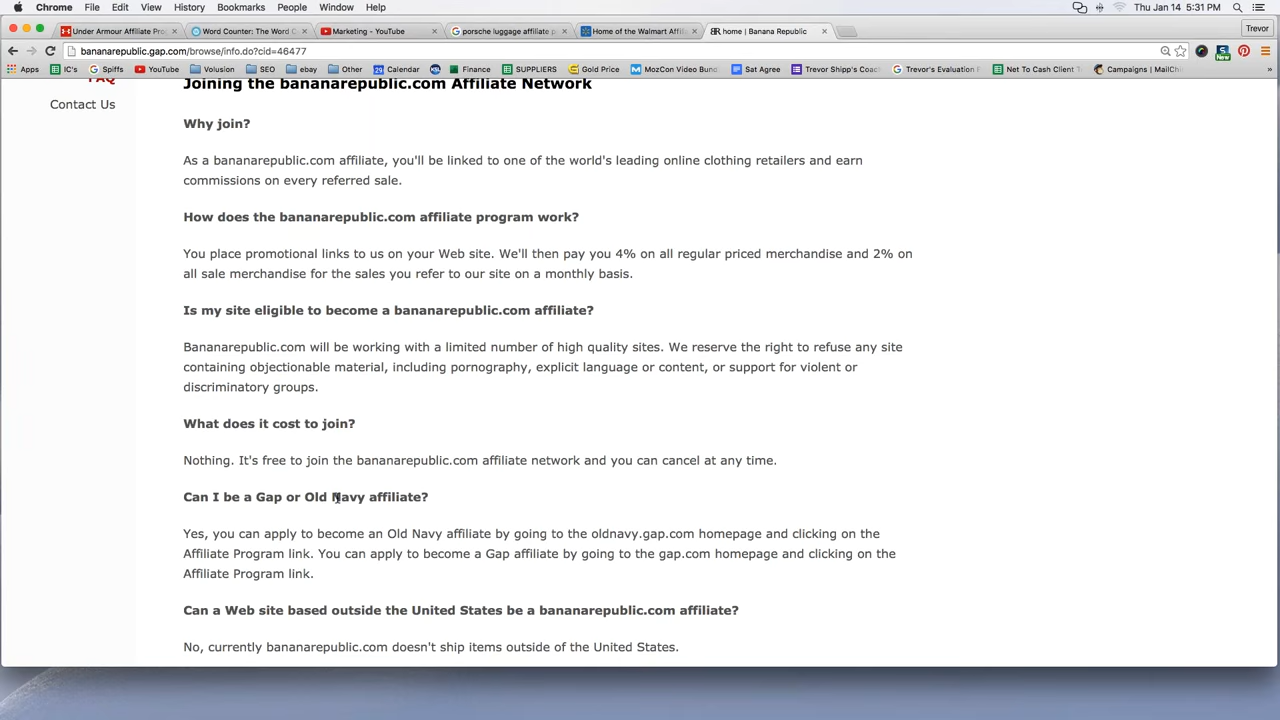 Chrome File Edit View History Bookmarks People Window Help Thu Jan 14 5:31 PM
Under Armour Affiliate Pro Word Counter: The Word C Marketing - YouTube porsche luggage affiliate p Home of the Walmart Affilia home | Banana Republic Trevor
bananarepublic.gap.com/browse/info.do?cid=46477
Apps IC's Spiffs YouTube Volusion SEO ebay Other Calendar Finance SUPPLIERS Gold Price MozCon Video Bund Sat Agree Trevor Shipp's Coac Trevor's Evaluation F Net To Cash Client T Campaigns | MailCh
FAQ
Contact Us
Joining the bananarepublic.com Affiliate Network
Why join?
As a bananarepublic.com affiliate, you'll be linked to one of the world's leading online clothing retailers and earn
commissions on every referred sale.
How does the bananarepublic.com affiliate program work?
You place promotional links to us on your Web site. We'll then pay you 4% on all regular priced merchandise and 2% on
all sale merchandise for the sales you refer to our site on a monthly basis.
Is my site eligible to become a bananarepublic.com affiliate?
Bananarepublic.com will be working with a limited number of high quality sites. We reserve the right to refuse any site
containing objectionable material, including pornography, explicit language or content, or support for violent or
discriminatory groups.
What does it cost to join?
Nothing. It's free to join the bananarepublic.com affiliate network and you can cancel at any time.
Can I be a Gap or Old Navy affiliate?
Yes, you can apply to become an Old Navy affiliate by going to the oldnavy.gap.com homepage and clicking on the
Affiliate Program link. You can apply to become a Gap affiliate by going to the gap.com homepage and clicking on the
Affiliate Program link.
Can a Web site based outside the United States be a bananarepublic.com affiliate?
No, currently bananarepublic.com doesn't ship items outside of the United States.